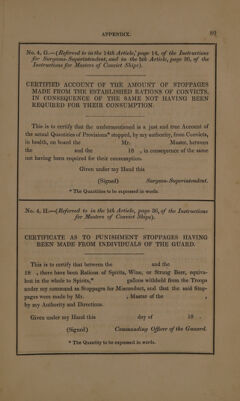 APPENDIX.
No. 4, G.—(Referred to in the 14th Article, page 14, of the Instructions
for Surgeons-Superintendent, and in the 5th Article, page 26, of the
Instructions for Masters of Convict Ships).
CERTIFIED ACCOUNT OF THE AMOUNT OF STOPPAGES
MADE FROM THE ESTABLISHED RATIONS OF CONVICTS,
IN CONSEQUENCE OF THE SAME NOT HAVING BEEN
REQUIRED FOR THEIR CONSUMPTION.
This is to certify that the undermentioned is a just and true Account of
the actual Quantities of Provisions* stopped, by my authority, from Convicts,
in health, on board the Mr. Master, between
the and the 18 , in consequence of the same
not having been required for their consumption.
Given under my Hand this
(Signed) Surgeon-Superintendent.
* The Quantities to be expressed in words.
No. 4, H.—(Referred to in the 5th Article, page 26, of the Instructions
for Masters of Convict Ships).
CERTIFICATE AS TO PUNISHMENT STOPPAGES HAVING
BEEN MADE FROM INDIVIDUALS OF THE GUARD.
This is to certify that between the and the
18 , there have been Rations of Spirits, Wine, or Strong Beer, equiva-
lent in the whole to Spirits,* gallons withheld from the Troops
under my command as Stoppages for Misconduct, and that the said Stop-
pages were made by Mr. , Master of the ,
by my Authority and Directions.
Given under my Hand this day of 18 .
(Signed) Commanding Officer of the Guard.
* The Quantity to be expressed in words.